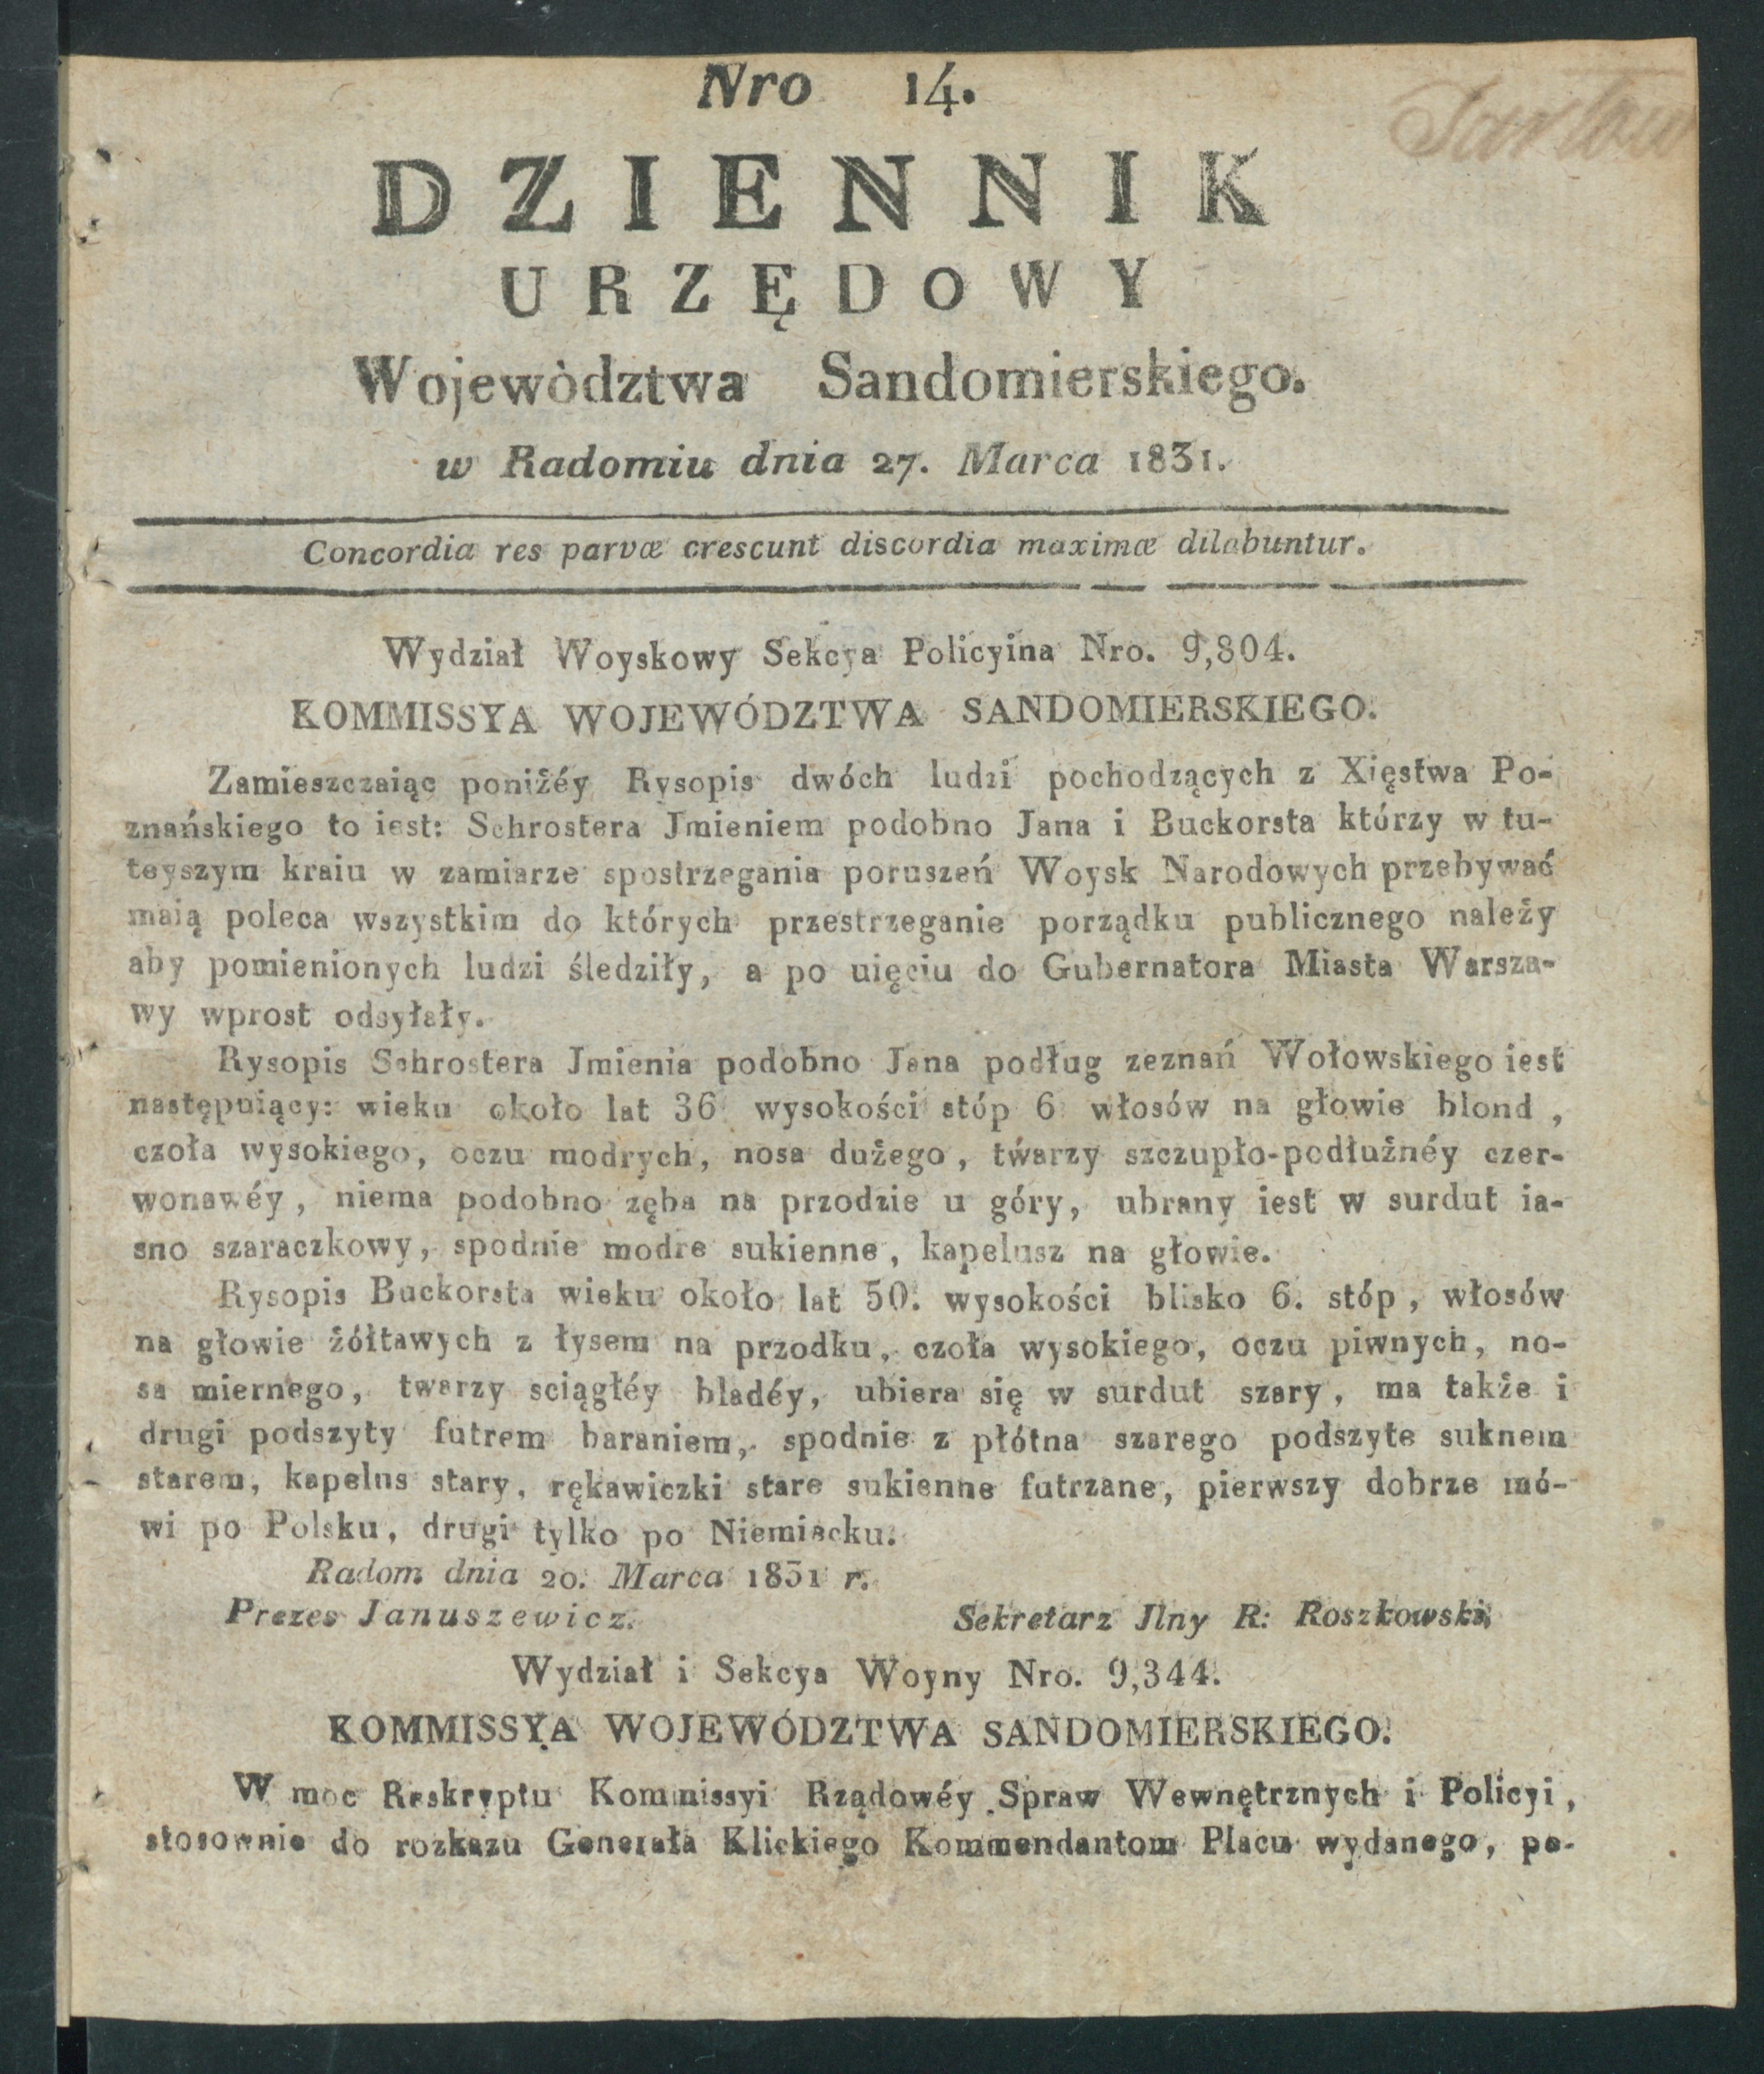 Nro 14.
DZIENNIK
URZĘDOWY
Wojewòdztwa Sandomierskiego.
w Radomiu dnia 27. Marca 1831.
Concordia res parvæ crescunt discordia maximæ dilabuntur.
Wydział Woyskowy Sekcya Policyina Nro. 9,804.
KOMMISSYA WOJEWÓDZTWA SANDOMIERSKIEGO.
Zamieszczaiąc poniżéy Rysopis dwóch ludzi pochodzących z Xięstwa Po-
znańskiego to iest: Schrostera Jmieniem podobno Jana i Buckorsta którzy w tu-
teyszym kraiu w zamiarze spostrzegania poruszeń Woysk Narodowych przebywać
maią poleca wszystkim do których przestrzeganie porządku publicznego należy
aby pomienionych ludzi śledziły, a po uięciu do Gubernatora Miasta Warsza-
wy wprost odsyłały.
Rysopis Schrostera Jmienia podobno Jana podług zeznań Wołowskiego iest
następuiący: wieku około lat 36 wysokości stóp 6 włosów na głowie blond,
czoła wysokiego, oczu modrych, nosa dużego, twarzy szczupło-podłużnéy czer-
wonawéy, niema podobno zęba na przodzie u góry, ubrany iest w surdut ia-
sno szaraczkowy, spodnie modre sukienne, kapelusz na głowie.
Rysopis Buckorsta wieku około lat 50. wysokości blisko 6. stóp, włosów
na głowie żółtawych z łysem na przodku, czoła wysokiego, oczu piwnych, no-
sa miernego, twarzy sciągłéy bladéy, ubiera się w surdut szary, ma także i
drugi podszyty futrem baraniem, spodnie z płótna szarego podszyte suknem
starem, kapelus stary, rękawiczki stare sukienne futrzane, pierwszy dobrze mó-
wi po Polsku, drugi tylko po Niemiecku.
Radom dnia 20. Marca 1831 r.
Prezes Januszewicz. Sekretarz Jlny R: Roszkowski.
Wydział i Sekcya Woyny Nro. 9,344.
KOMMISSYA WOJEWÓDZTWA SANDOMIERSKIEGO.
W moc Reskryptu Kommissyi Rządowéy Spraw Wewnętrznych i Policyi,
stosownie do rozkazu Generała Klickiego Kommendantom Placu wydanego, po-